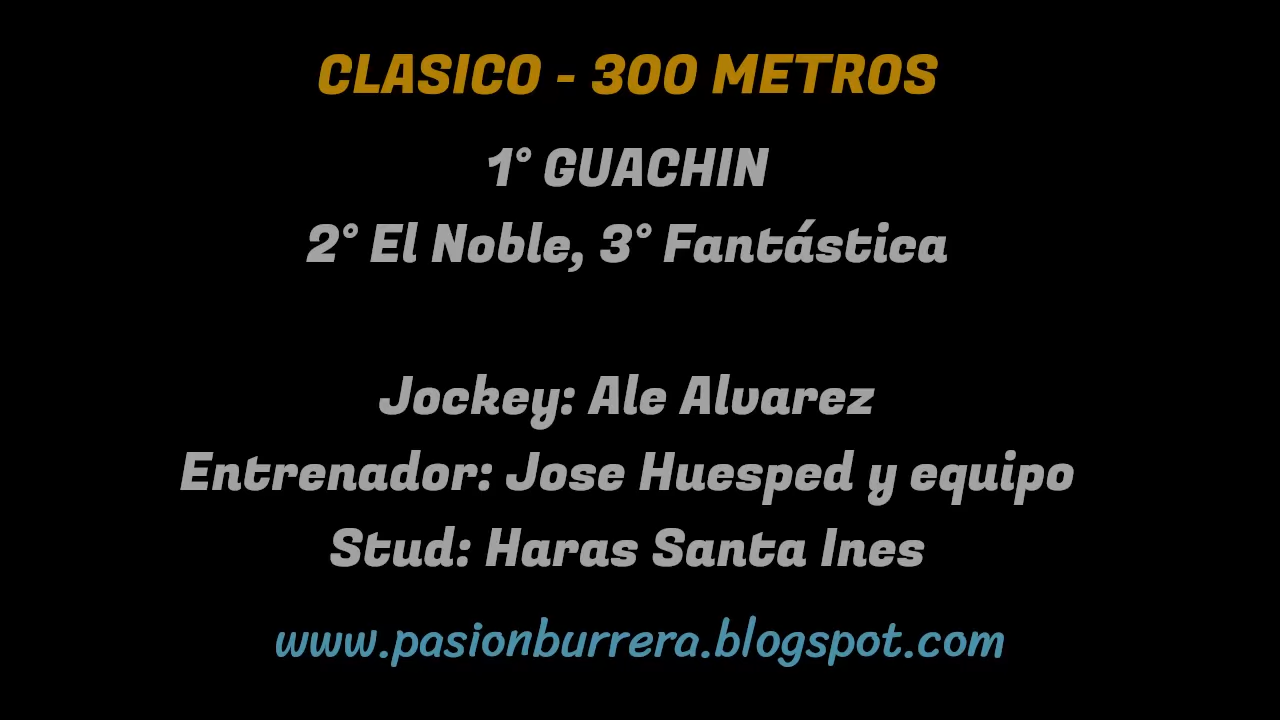 CLASICO - 300 METROS
1° GUACHIN
2° El Noble, 3° Fantástica
Jockey: Ale Alvarez
Entrenador: Jose Huesped y equipo
Stud: Haras Santa Ines
www.pasionburrera.blogspot.com